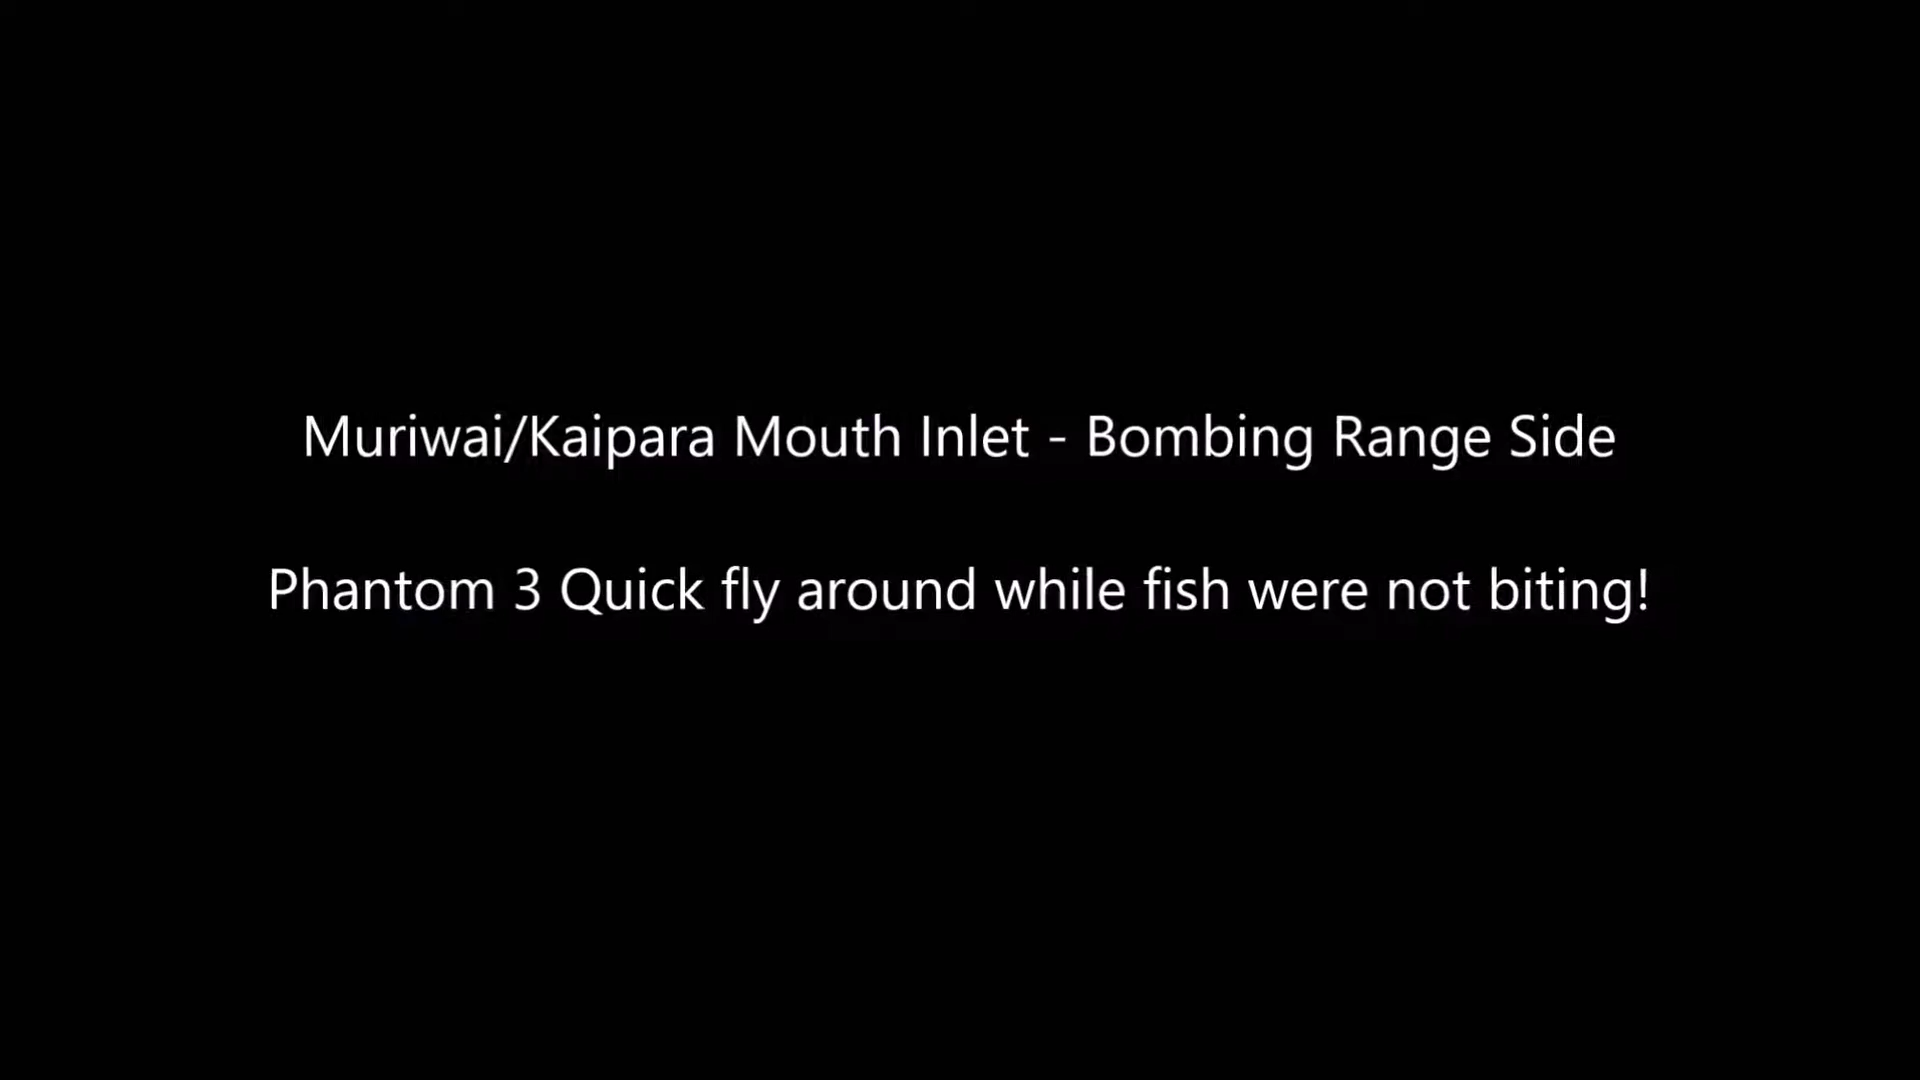 Muriwai/Kaipara Mouth Inlet - Bombing Range Side
Phantom 3 Quick fly around while fish were not biting!